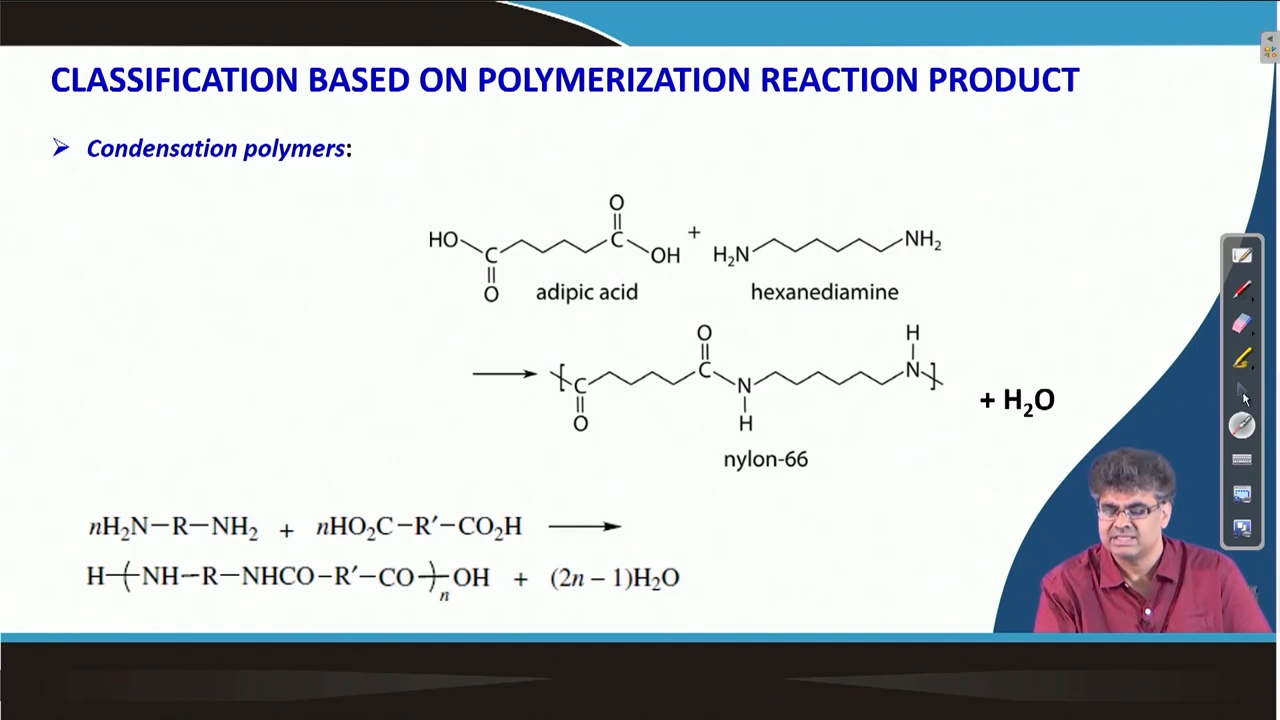 CLASSIFICATION BASED ON POLYMERIZATION REACTION PRODUCT
➢ Condensation polymers:
HO C O C O OH + H₂N NH₂
adipic acid hexanediamine
C O C O N H N H + H₂O
nylon-66
nH₂N−R−NH₂ + nHO₂C−R′−CO₂H ⟶
H−(−NH−R−NHCO−R′−CO−)ₙ−OH + (2n − 1)H₂O